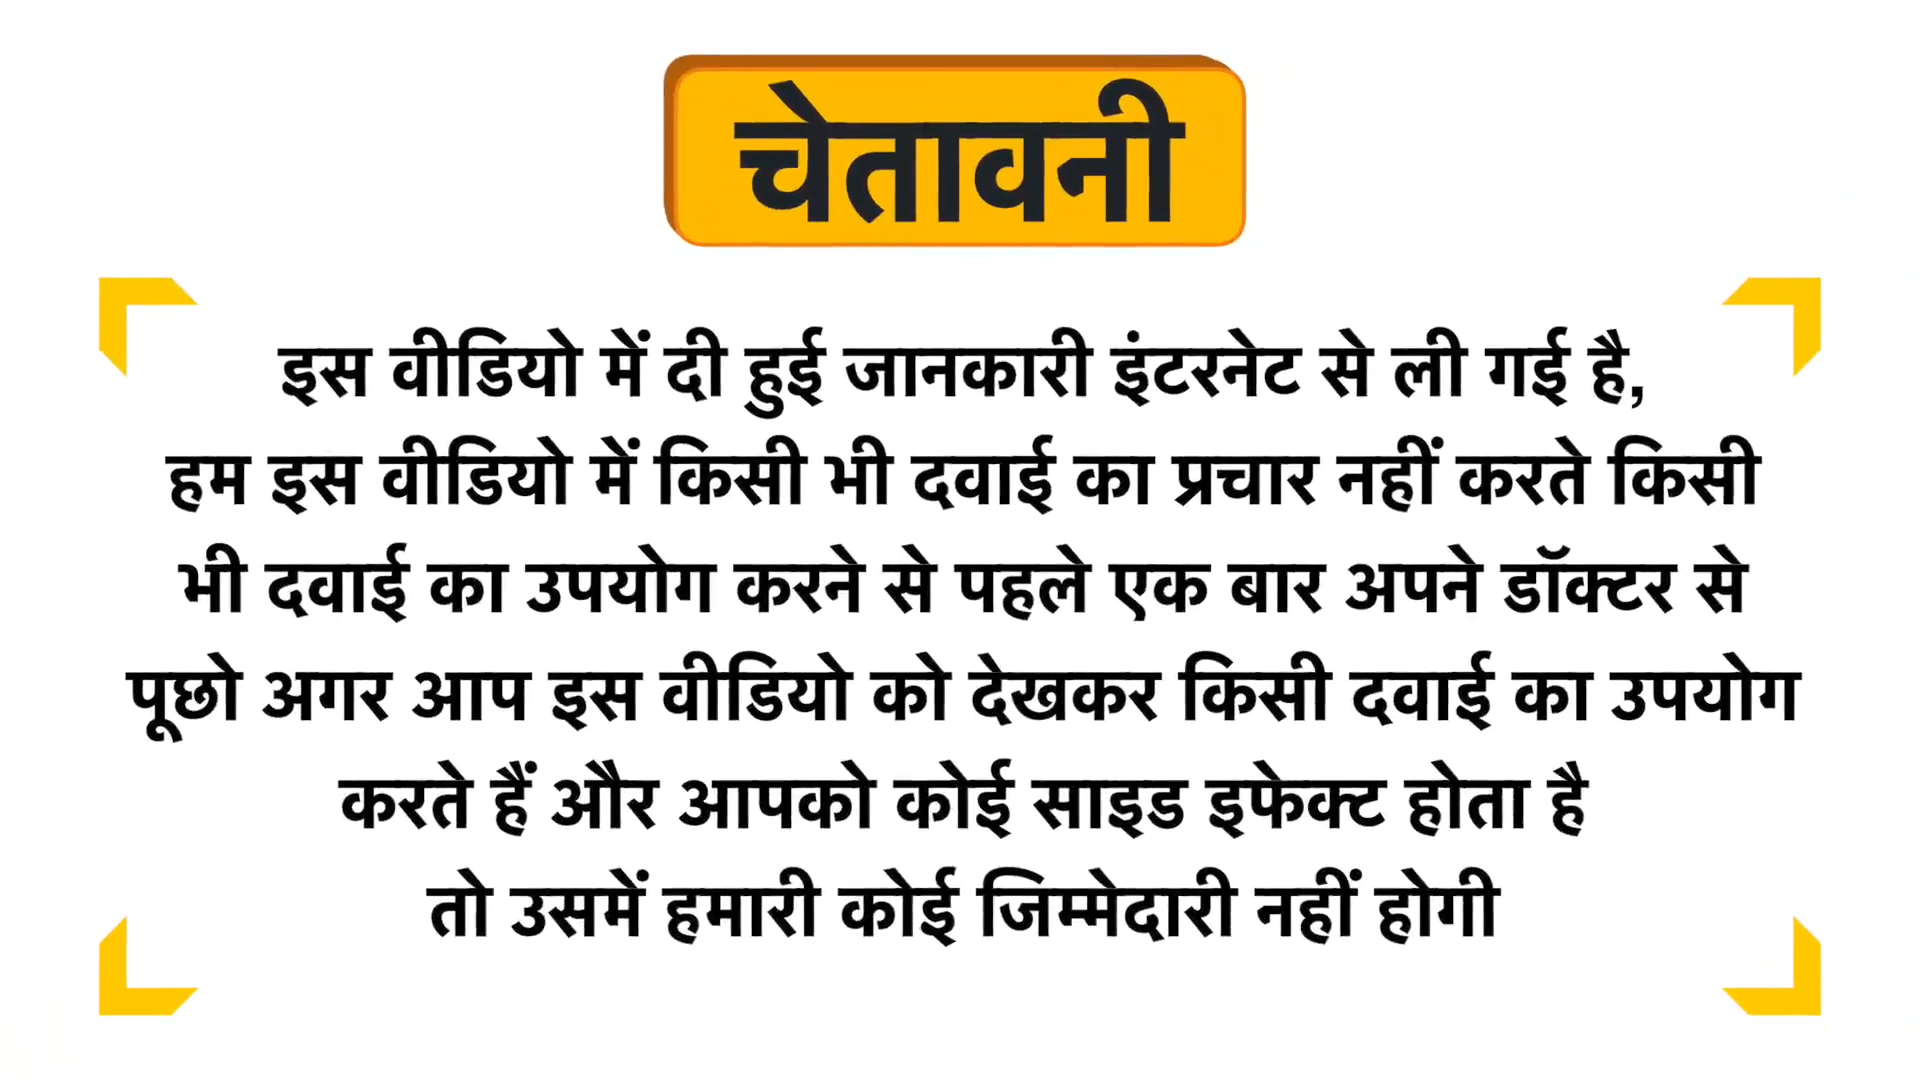 चेतावनी
इस वीडियो में दी हुई जानकारी इंटरनेट से ली गई है,
हम इस वीडियो में किसी भी दवाई का प्रचार नहीं करते किसी
भी दवाई का उपयोग करने से पहले एक बार अपने डॉक्टर से
पूछो अगर आप इस वीडियो को देखकर किसी दवाई का उपयोग
करते हैं और आपको कोई साइड इफेक्ट होता है
तो उसमें हमारी कोई जिम्मेदारी नहीं होगी